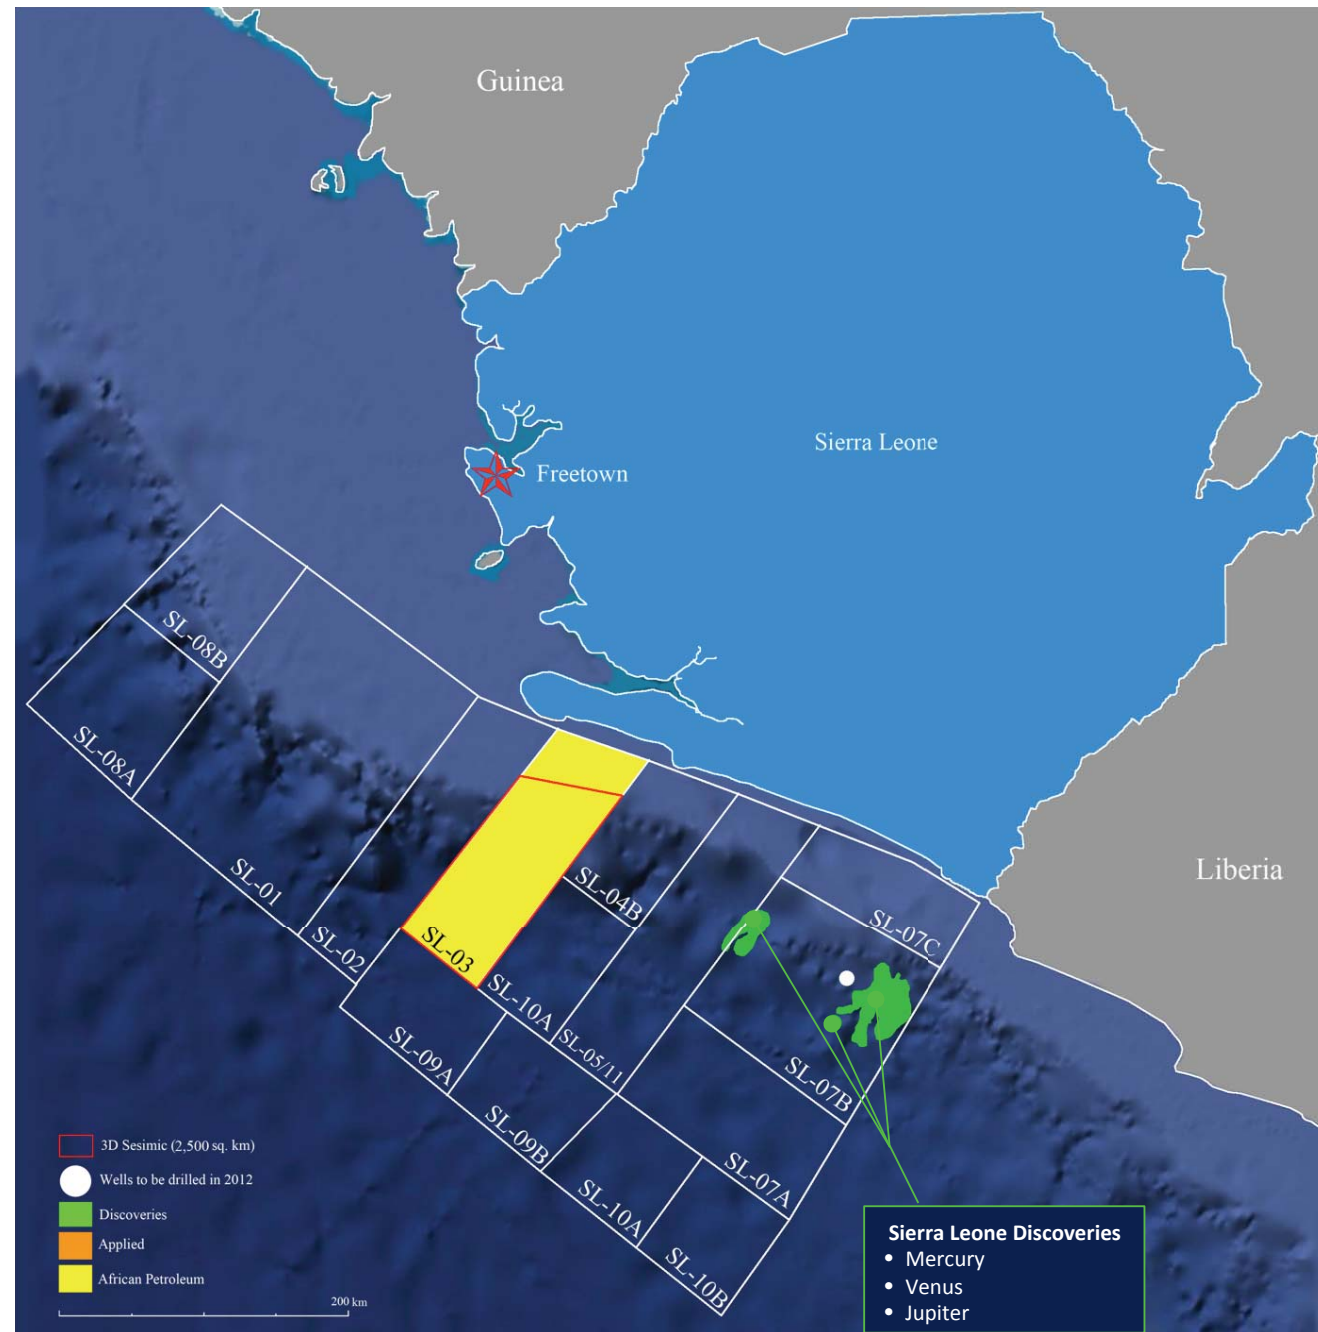 Guinea
Sierra Leone
Freetown
SL-08B
SL-08A
SL-01
SL-02
SL-03
SL-04B
SL-10A
SL-05/11
SL-07C
SL-07B
SL-07A
SL-09A
SL-09B
SL-10A
SL-10B
Liberia
3D Sesimic (2,500 sq. km)
Wells to be drilled in 2012
Discoveries
Applied
African Petroleum
200 km
Sierra Leone Discoveries
• Mercury
• Venus
• Jupiter